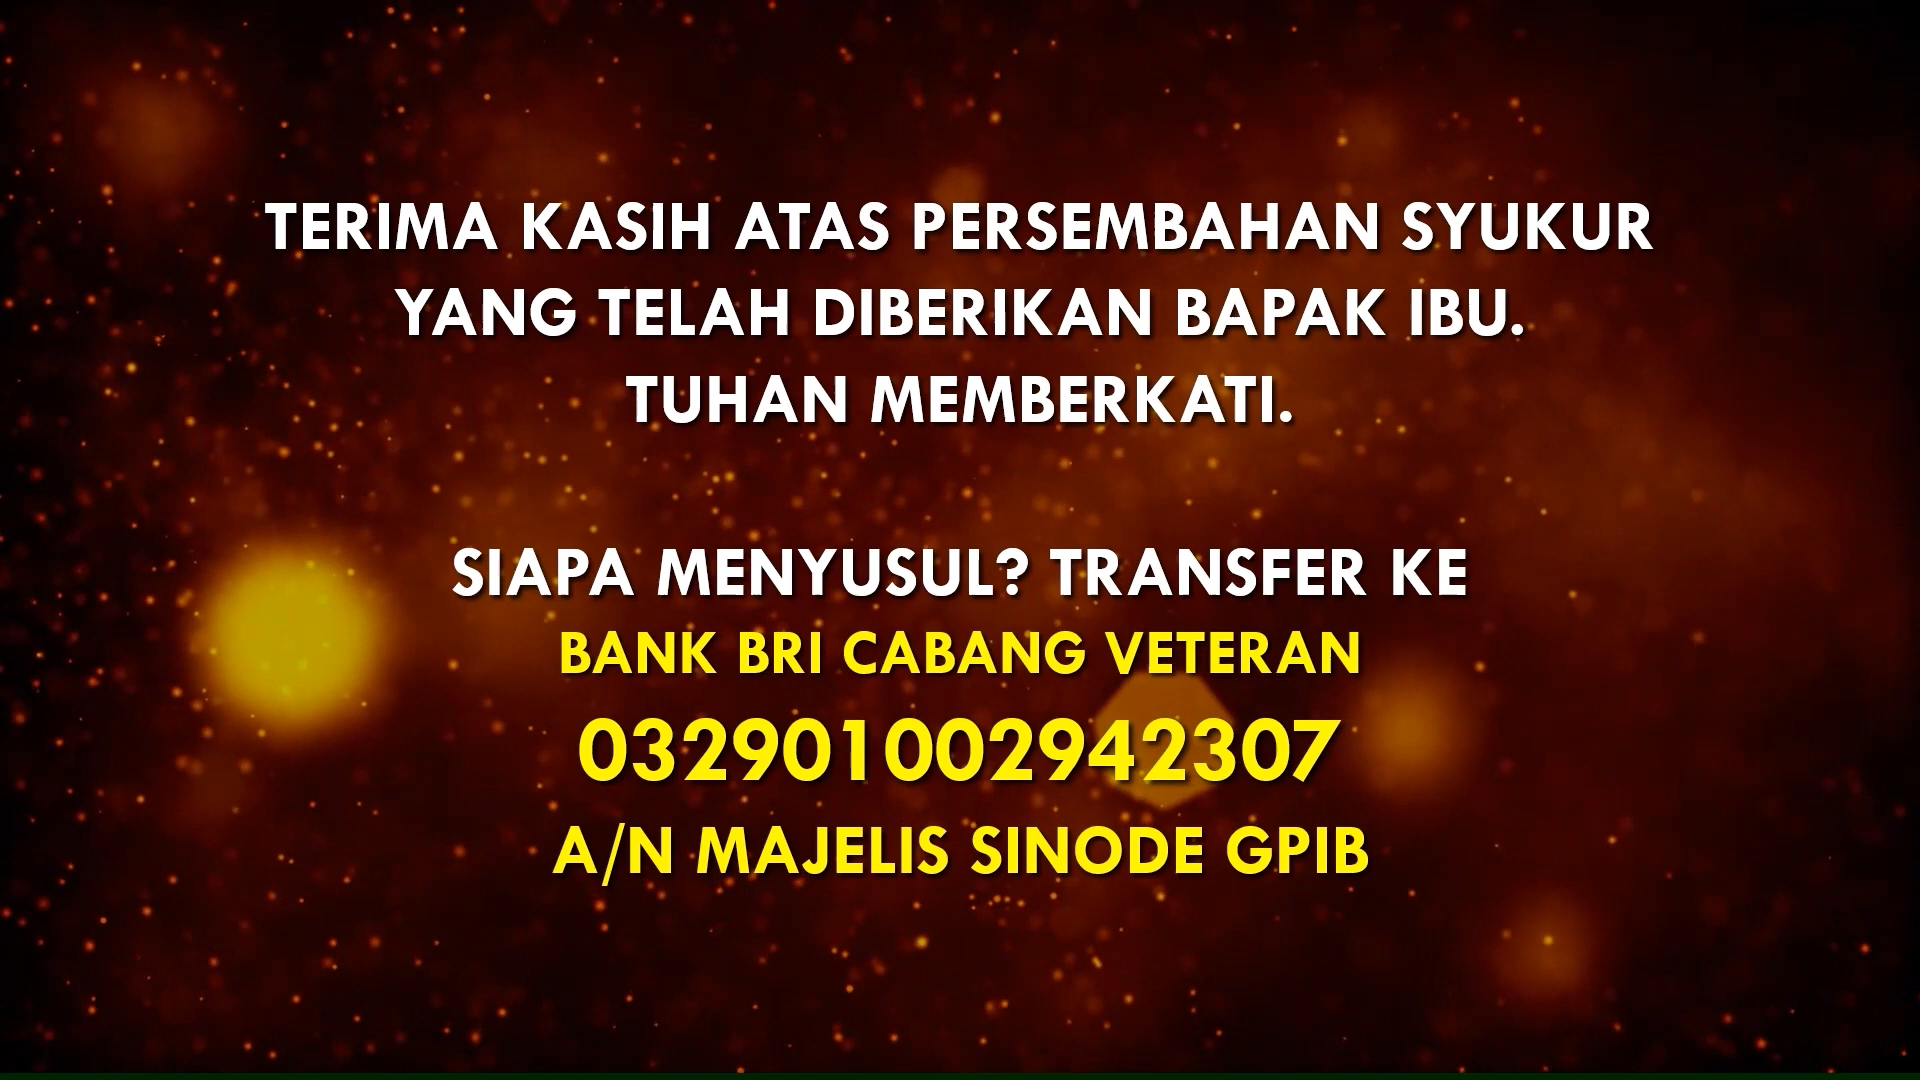 TERIMA KASIH ATAS PERSEMBAHAN SYUKUR
YANG TELAH DIBERIKAN BAPAK IBU.
TUHAN MEMBERKATI.
SIAPA MENYUSUL? TRANSFER KE
BANK BRI CABANG VETERAN
032901002942307
A/N MAJELIS SINODE GPIB